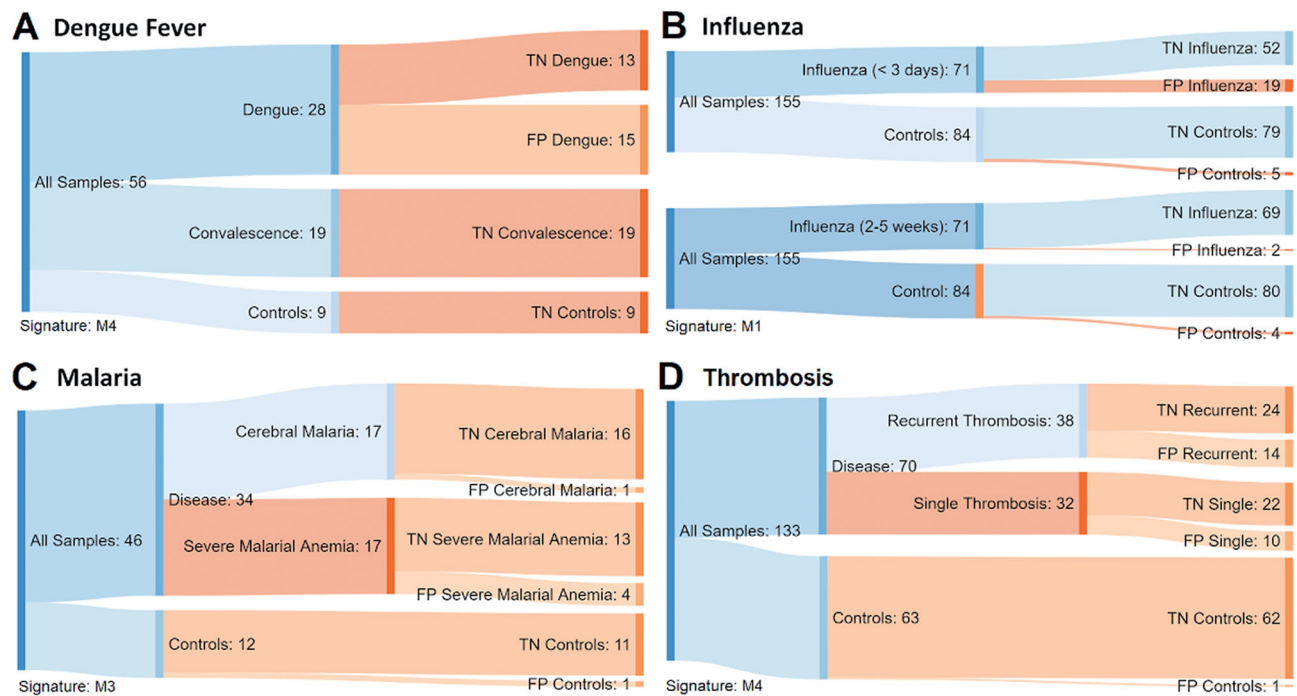 A Dengue Fever
TN Dengue: 13
Dengue: 28
FP Dengue: 15
All Samples: 56
Convalescence: 19
TN Convalescence: 19
Controls: 9
TN Controls: 9
Signature: M4
B Influenza
TN Influenza: 52
Influenza (< 3 days): 71
FP Influenza: 19
All Samples: 155
Controls: 84
TN Controls: 79
FP Controls: 5
TN Influenza: 69
Influenza (2-5 weeks): 71
FP Influenza: 2
All Samples: 155
Control: 84
TN Controls: 80
FP Controls: 4
Signature: M1
C Malaria
Cerebral Malaria: 17
TN Cerebral Malaria: 16
FP Cerebral Malaria: 1
Disease: 34
All Samples: 46
Severe Malarial Anemia: 17
TN Severe Malarial Anemia: 13
FP Severe Malarial Anemia: 4
Controls: 12
TN Controls: 11
FP Controls: 1
Signature: M3
D Thrombosis
TN Recurrent: 24
Recurrent Thrombosis: 38
FP Recurrent: 14
Disease: 70
Single Thrombosis: 32
TN Single: 22
All Samples: 133
FP Single: 10
Controls: 63
TN Controls: 62
FP Controls: 1
Signature: M4